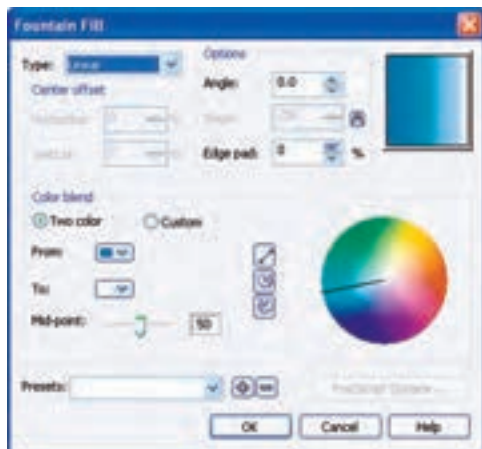 Fountain Fill
Type: Linear
Options
Angle: 0.0
Center offset
Edge pad: 0 %
Color blend
Two color Custom
From:
To:
Mid-point: 50
Presets:
OK Cancel Help